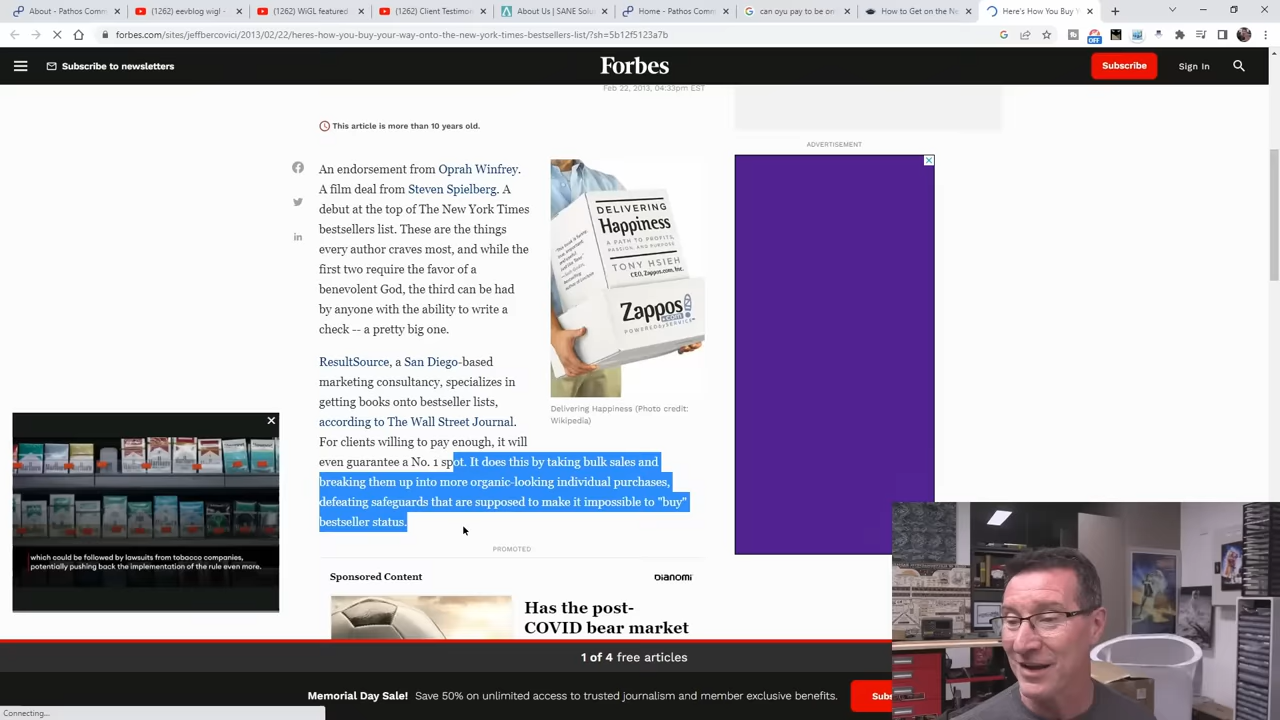 (1262) eevblog wigl -
(1262) WiGL featured
(1262) Client Testimo
About Us | SANE Solu
Home - Pathos Comm
can oyu pay to be on
How to Get on the Ne
Here's How You Buy Y
forbes.com/sites/jeffbercovici/2013/02/22/heres-how-you-buy-your-way-onto-the-new-york-times-bestsellers-list/?sh=5b12f5123a7b
OFF
Subscribe to newsletters
Forbes
Subscribe
Sign In
Feb 22, 2013, 04:33pm EST
This article is more than 10 years old.
ADVERTISEMENT
An endorsement from Oprah Winfrey.
A film deal from Steven Spielberg. A
debut at the top of The New York Times
bestsellers list. These are the things
every author craves most, and while the
first two require the favor of a
benevolent God, the third can be had
by anyone with the ability to write a
check -- a pretty big one.
DELIVERING
Happiness
A PATH TO PROFITS,
PASSION, AND PURPOSE
TONY HSIEH
CEO, Zappos.com, Inc.
Zappos
.com
POWERED by SERVICE
Delivering Happiness (Photo credit:
Wikipedia)
ResultSource, a San Diego-based
marketing consultancy, specializes in
getting books onto bestseller lists,
according to The Wall Street Journal.
For clients willing to pay enough, it will
even guarantee a No. 1 spot. It does this by taking bulk sales and
breaking them up into more organic-looking individual purchases,
defeating safeguards that are supposed to make it impossible to "buy"
bestseller status.
which could be followed by lawsuits from tobacco companies,
potentially pushing back the implementation of the rule even more.
PROMOTED
Sponsored Content
Dianomi
Has the post-
COVID bear market
1 of 4 free articles
Memorial Day Sale! Save 50% on unlimited access to trusted journalism and member exclusive benefits.
Subs
Connecting...